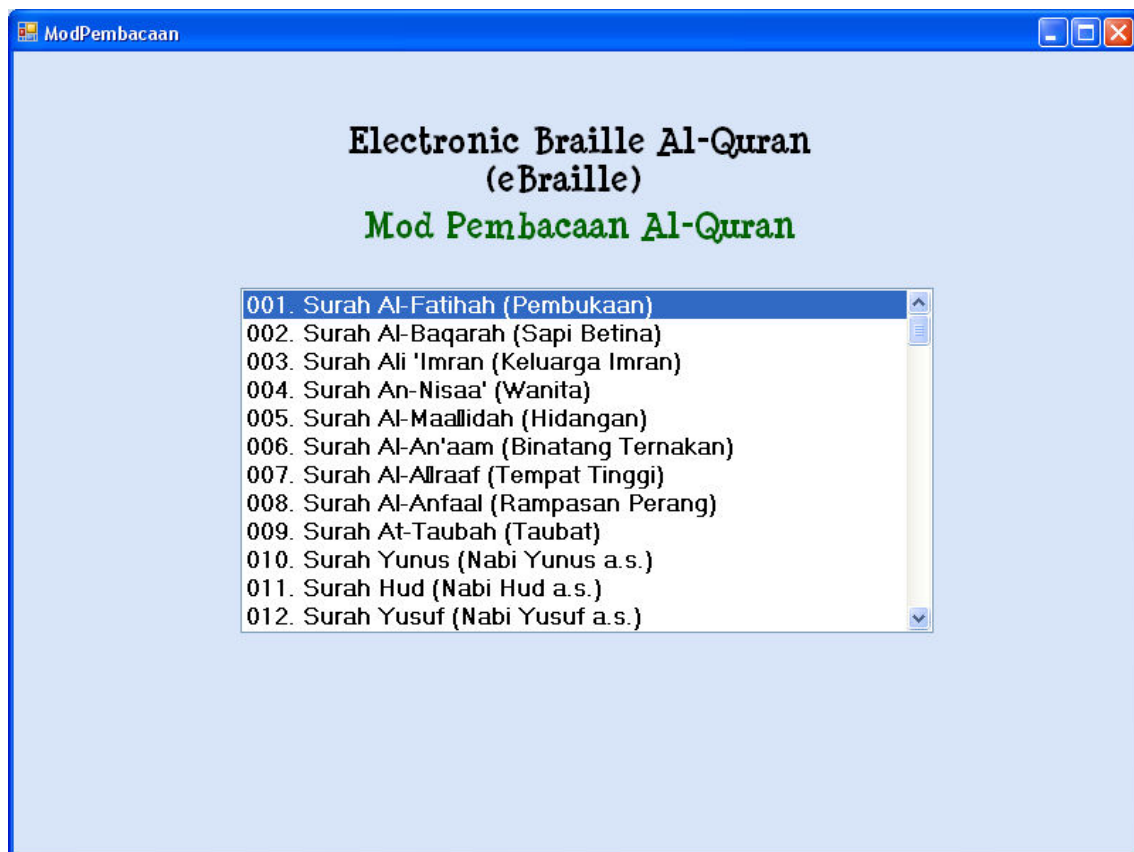 ModPembacaan
Electronic Braille Al-Quran
(eBraille)
Mod Pembacaan Al-Quran
001. Surah Al-Fatihah (Pembukaan)
002. Surah Al-Baqarah (Sapi Betina)
003. Surah Ali 'Imran (Keluarga Imran)
004. Surah An-Nisaa' (Wanita)
005. Surah Al-Maallidah (Hidangan)
006. Surah Al-An'aam (Binatang Ternakan)
007. Surah Al-Allraaf (Tempat Tinggi)
008. Surah Al-Anfaal (Rampasan Perang)
009. Surah At-Taubah (Taubat)
010. Surah Yunus (Nabi Yunus a.s.)
011. Surah Hud (Nabi Hud a.s.)
012. Surah Yusuf (Nabi Yusuf a.s.)